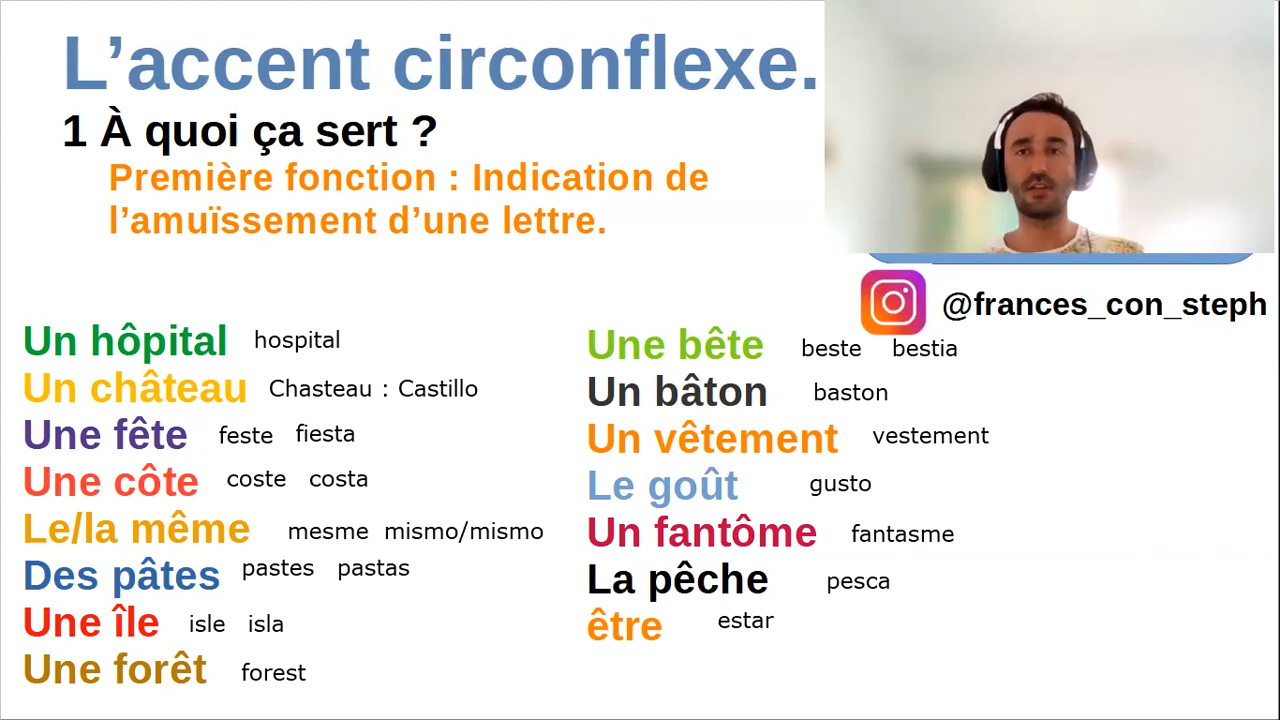 L’accent circonflexe.
1 À quoi ça sert ?
Première fonction : Indication de
l’amuïssement d’une lettre.
@frances_con_steph
Un hôpital hospital
Un château Chasteau : Castillo
Une fête feste fiesta
Une côte coste costa
Le/la même mesme mismo/mismo
Des pâtes pastes pastas
Une île isle isla
Une forêt forest
Une bête beste bestia
Un bâton baston
Un vêtement vestement
Le goût gusto
Un fantôme fantasme
La pêche pesca
être estar